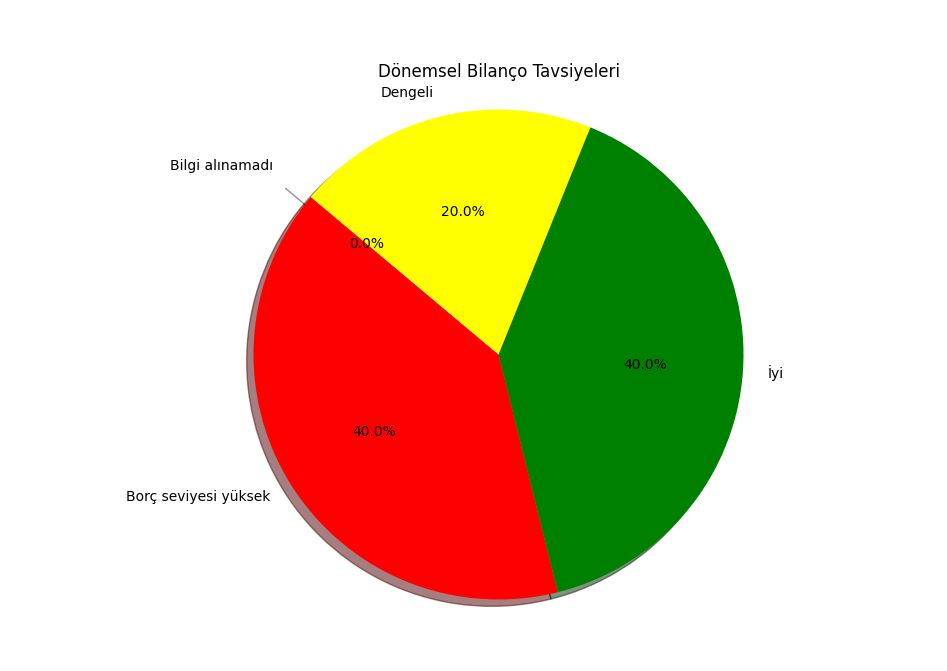 Dönemsel Bilanço Tavsiyeleri
Dengeli
Bilgi alınamadı
20.0%
0.0%
40.0%
İyi
40.0%
Borç seviyesi yüksek